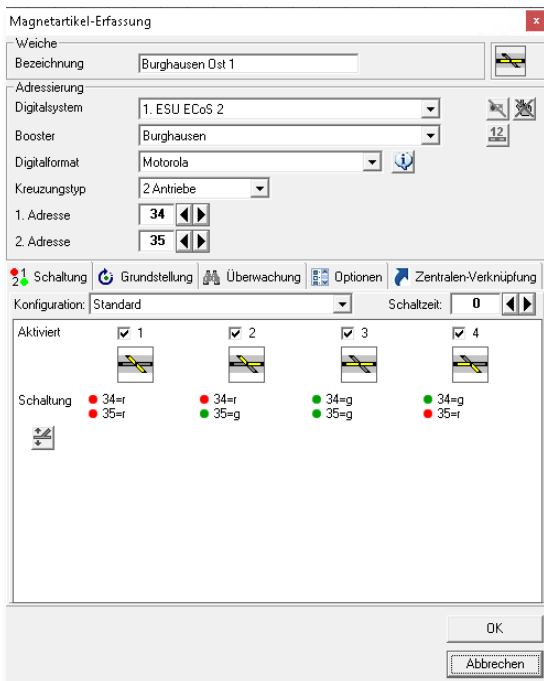 Magnetartikel-Erfassung x
Weiche
Bezeichnung Burghausen Ost 1
Adressierung
Digitalsystem 1. ESU ECoS 2
Booster Burghausen 12
Digitalformat Motorola i
Kreuzungstyp 2 Antriebe
1. Adresse 34
2. Adresse 35
1 2 Schaltung Grundstellung Überwachung Optionen Zentralen-Verknüpfung
Konfiguration: Standard Schaltzeit: 0
Aktiviert 1 2 3 4
Schaltung 34=r 34=r 34=g 34=g
35=r 35=g 35=g 35=r
OK
Abbrechen